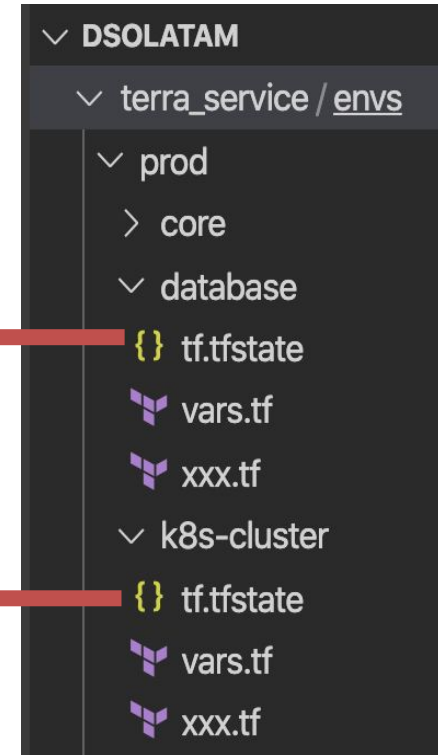 DSOLATAM
terra_service / envs
prod
core
database
{} tf.tfstate
vars.tf
xxx.tf
k8s-cluster
{} tf.tfstate
vars.tf
xxx.tf